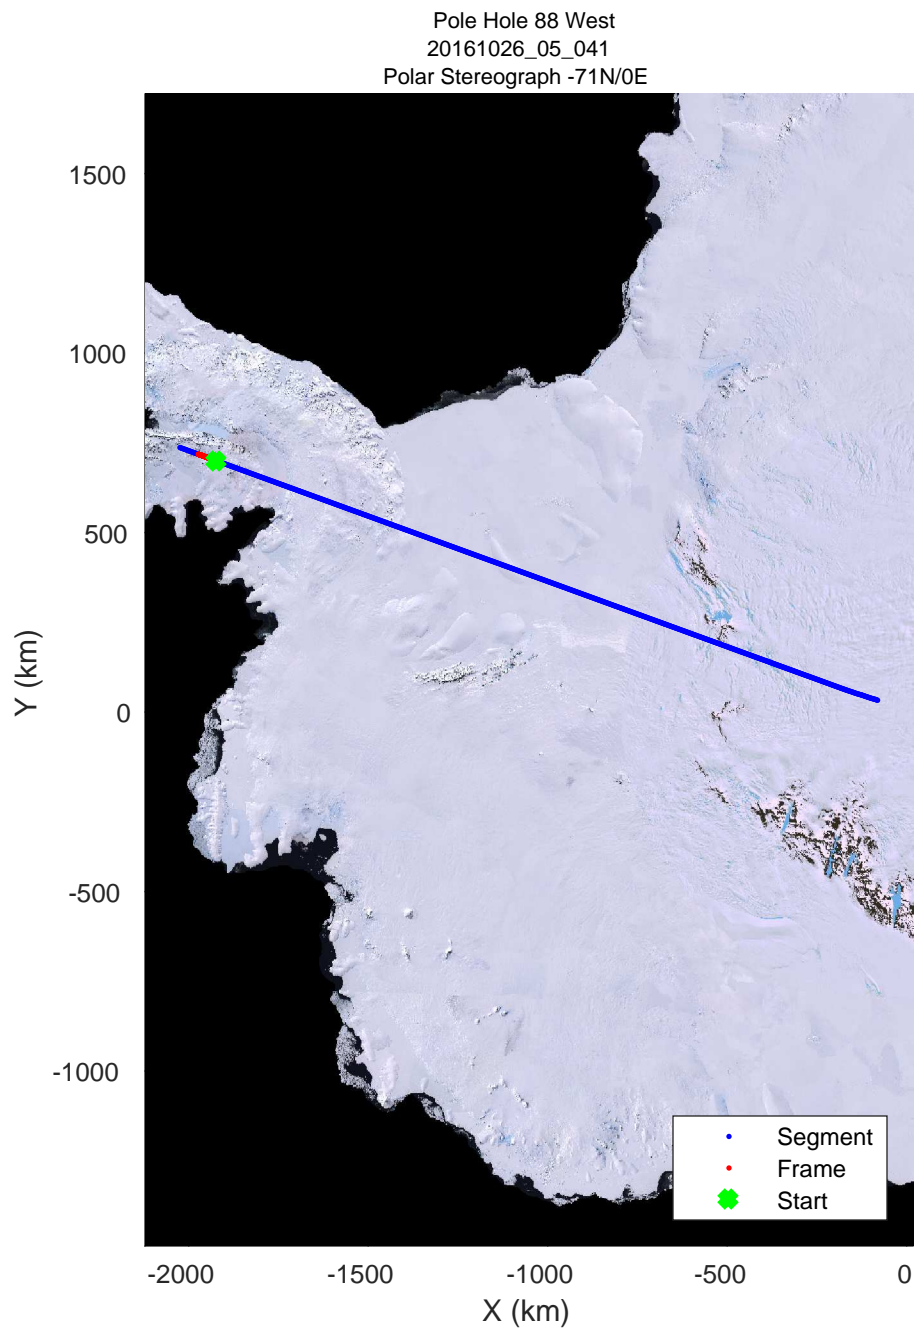 Pole Hole 88 West
20161026_05_041
Polar Stereograph -71N/0E
1500
1000
500
0
-500
-1000
Y (km)
-2000
-1500
-1000
-500
0
X (km)
Segment
Frame
Start